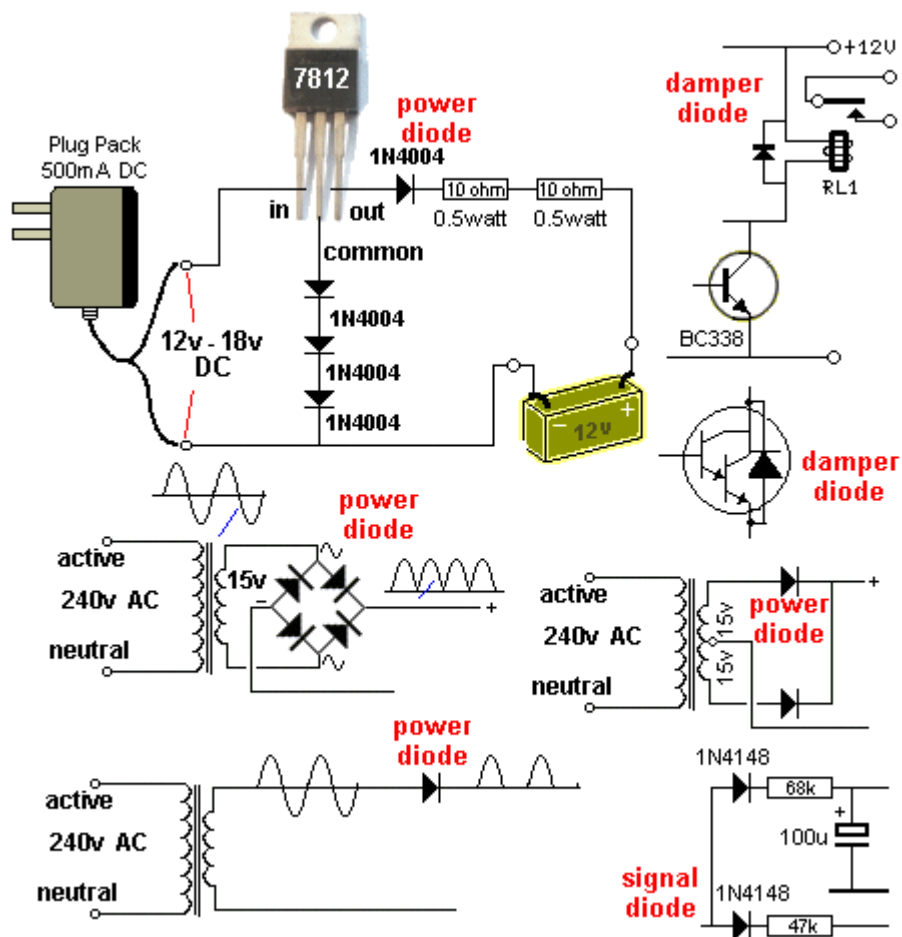 7812
power
diode
1N4004
Plug Pack
500mA DC
in
out
10 ohm
10 ohm
0.5watt
0.5watt
common
1N4004
1N4004
1N4004
12v - 18v
DC
−
+
12V
+12V
damper
diode
RL1
BC338
damper
diode
power
diode
active
240v AC
neutral
15v
−
+
active
240v AC
neutral
15v
15v
power
diode
+
power
diode
active
240v AC
neutral
1N4148
68k
+
100u
signal
diode
1N4148
47k